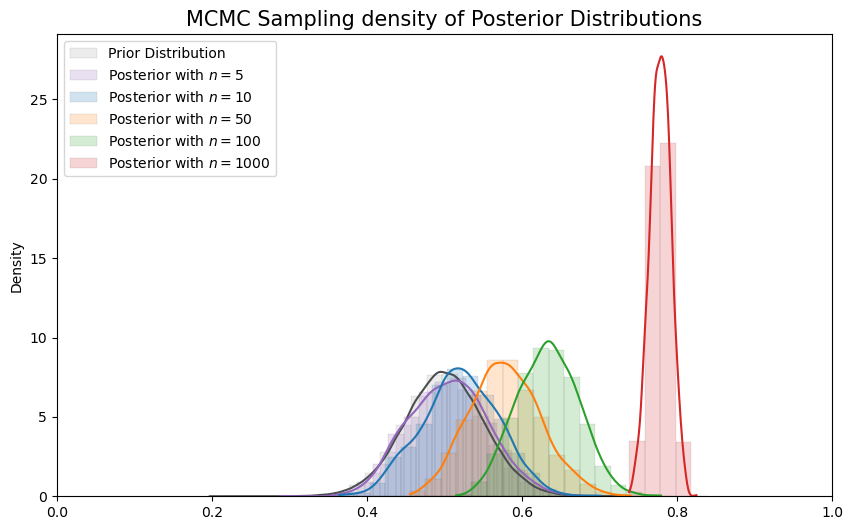 MCMC Sampling density of Posterior Distributions
Prior Distribution
Posterior with n = 5
Posterior with n = 10
Posterior with n = 50
Posterior with n = 100
Posterior with n = 1000
Density
25
20
15
10
5
0
0.0 0.2 0.4 0.6 0.8 1.0